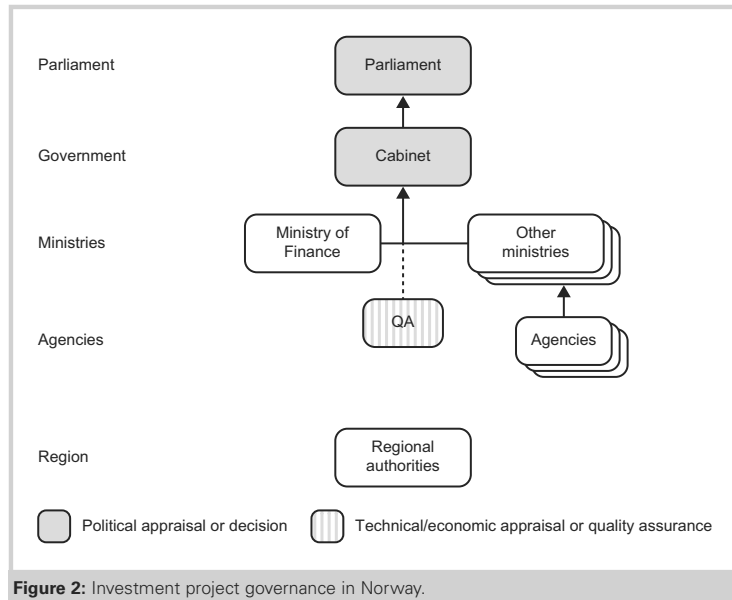 Parliament
Parliament
Government
Cabinet
Ministries
Ministry of
Finance
Other
ministries
QA
Agencies
Agencies
Region
Regional
authorities
Political appraisal or decision
Technical/economic appraisal or quality assurance
Figure 2: Investment project governance in Norway.